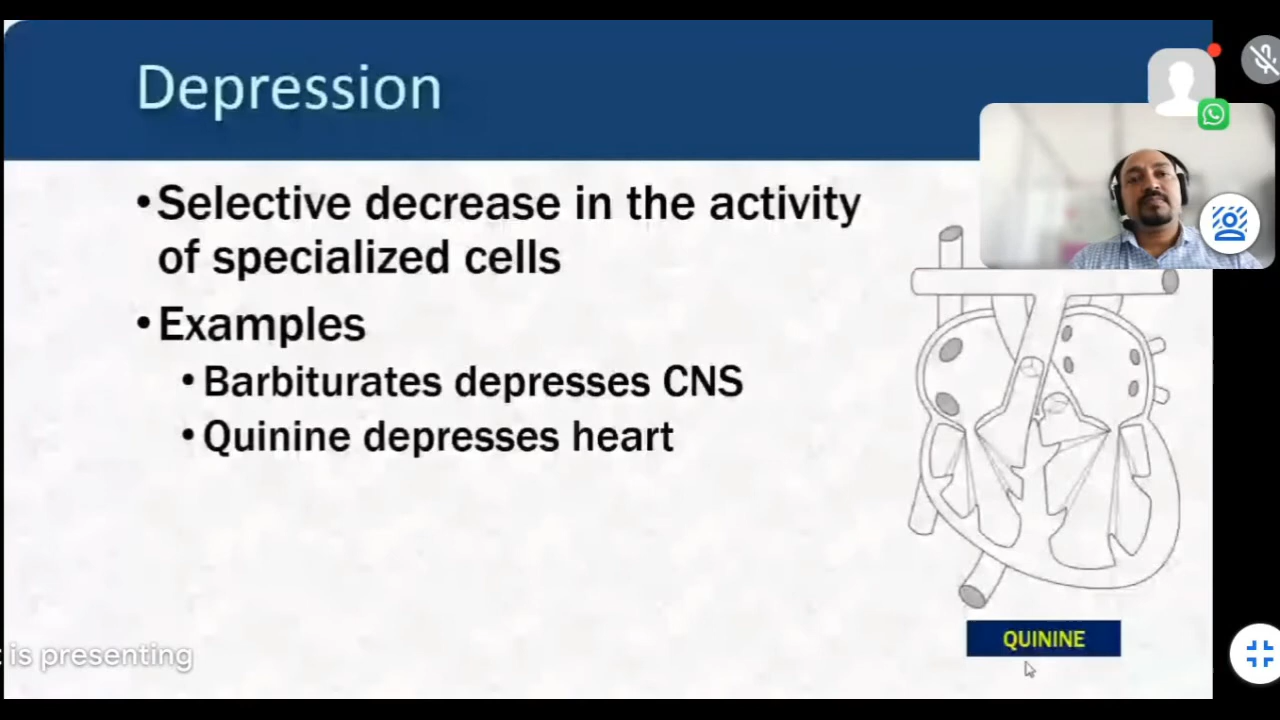 Depression
•Selective decrease in the activity
of specialized cells
•Examples
•Barbiturates depresses CNS
•Quinine depresses heart
QUININE
is presenting